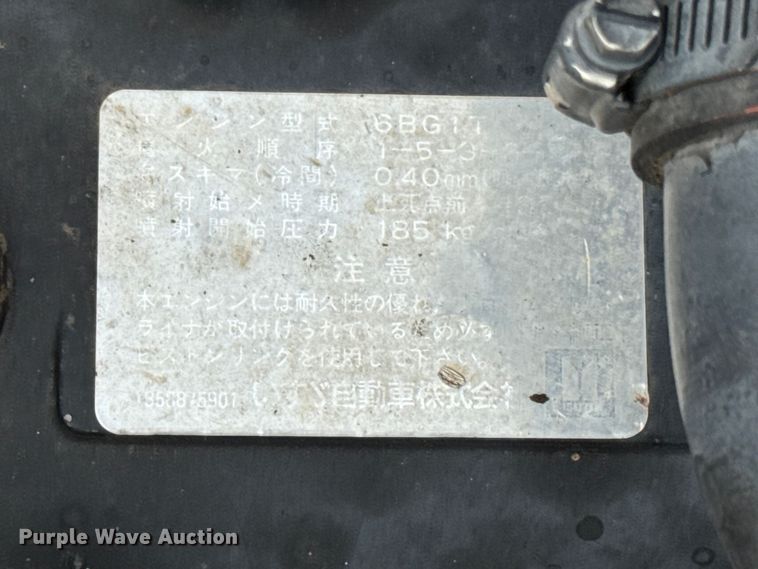 エンジン型式 6BG1T
火順序 1-5-3
スキマ(冷間) 0.40mm
噴射始メ時期 上死点前
噴射開始圧力 185 kg
注意
本エンジンには耐久性の優れ
ライナが取付けられているため必ず
ピストンリングを使用して下さい。
いすゞ自動車株式会社
Purple Wave Auction